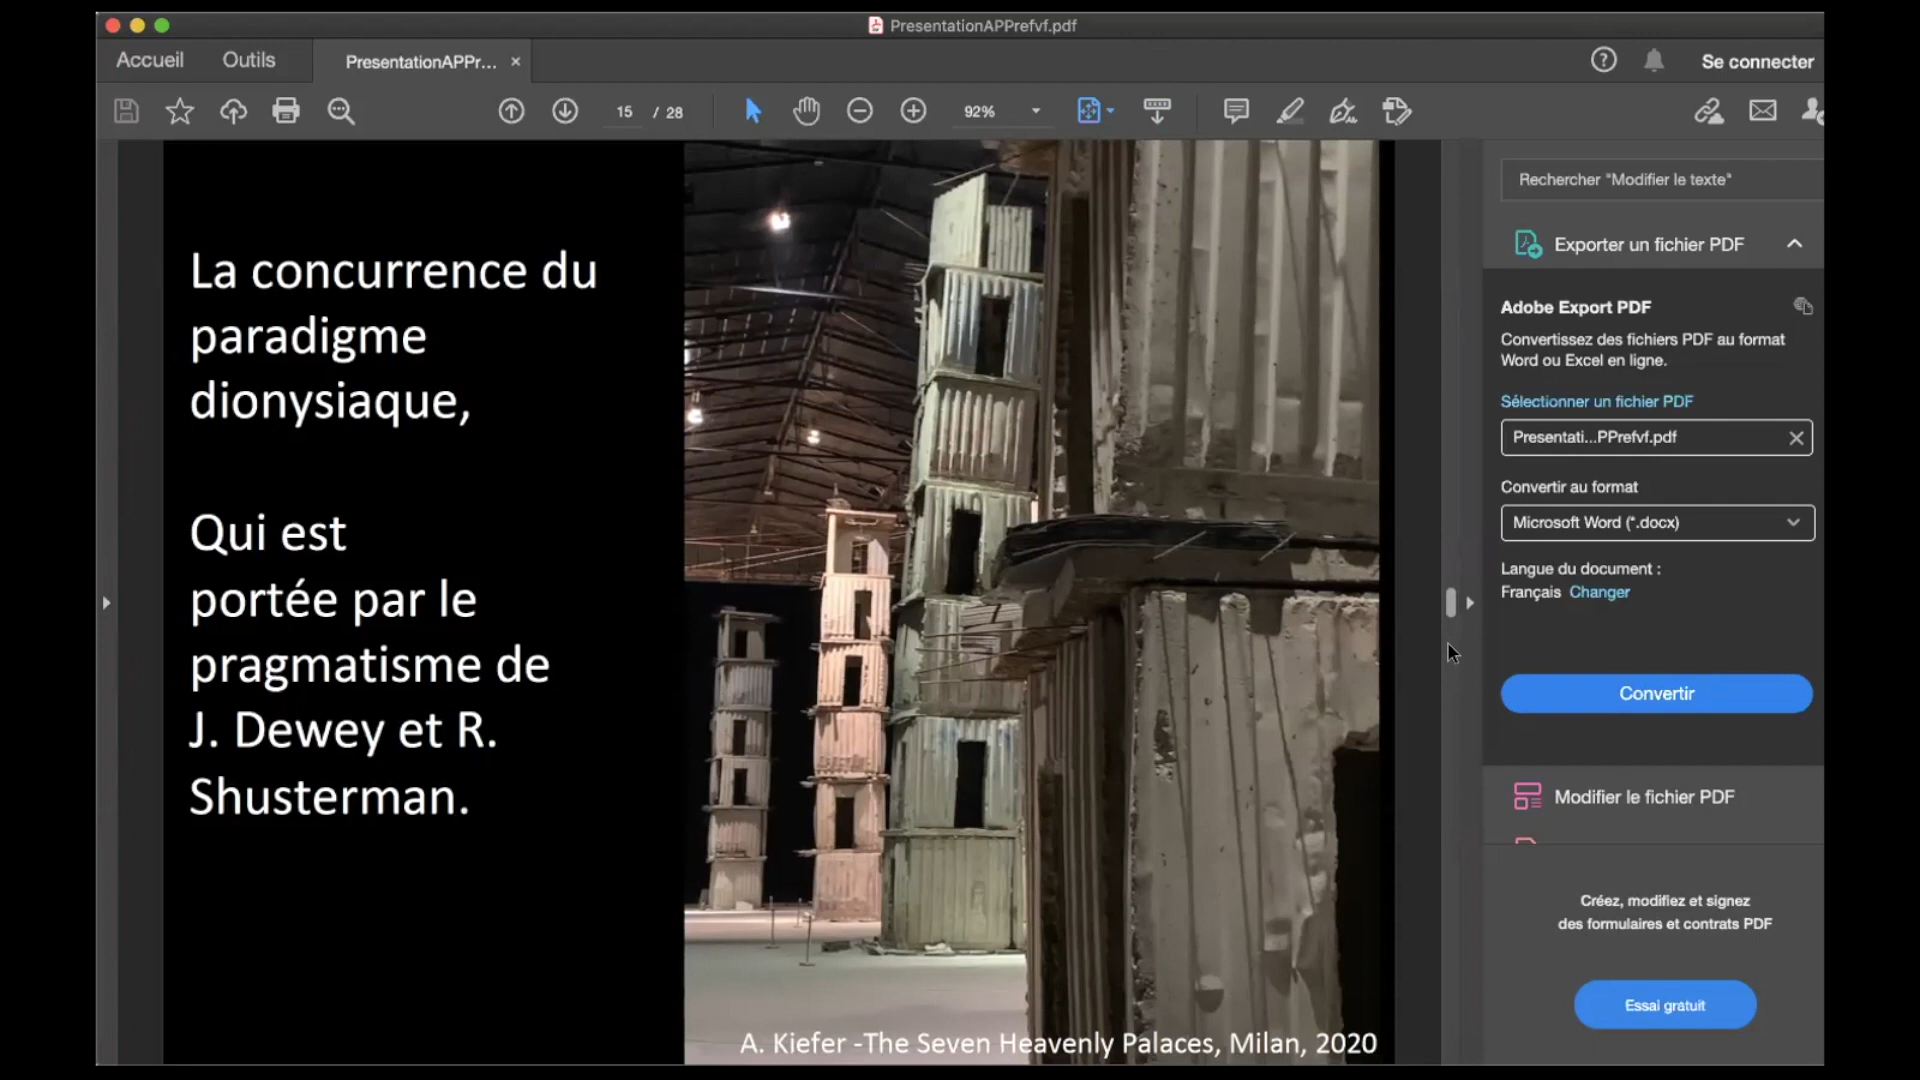 PresentationAPPrefvf.pdf
Accueil
Outils
PresentationAPPr...
Se connecter
15 / 28
92%
Rechercher "Modifier le texte"
Exporter un fichier PDF
Adobe Export PDF
Convertissez des fichiers PDF au format
Word ou Excel en ligne.
Sélectionner un fichier PDF
Presentati...PPrefvf.pdf
Convertir au format
Microsoft Word (*.docx)
Langue du document :
Français Changer
Convertir
Modifier le fichier PDF
Créez, modifiez et signez
des formulaires et contrats PDF
Essai gratuit
La concurrence du
paradigme
dionysiaque,
Qui est
portée par le
pragmatisme de
J. Dewey et R.
Shusterman.
A. Kiefer -The Seven Heavenly Palaces, Milan, 2020